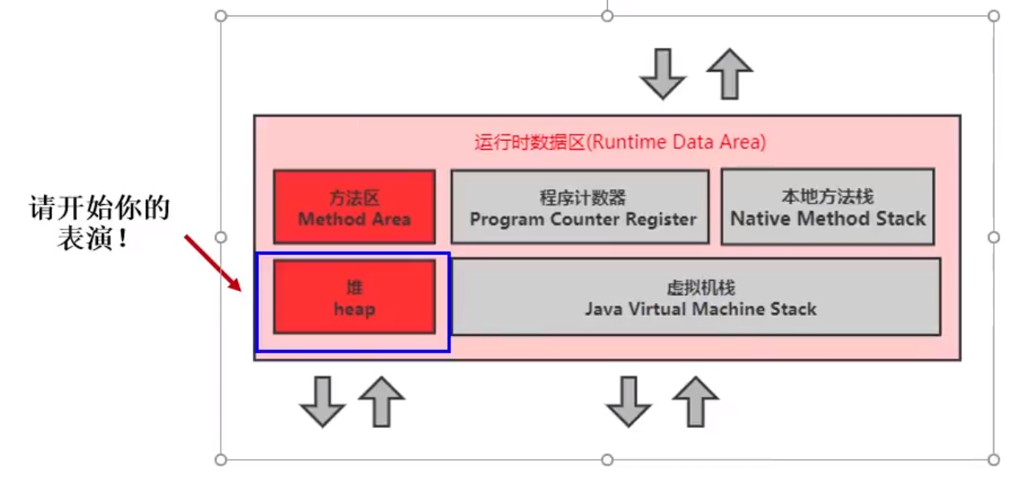 运行时数据区(Runtime Data Area)
方法区
Method Area
程序计数器
Program Counter Register
本地方法栈
Native Method Stack
请开始你的
表演！
堆
heap
虚拟机栈
Java Virtual Machine Stack